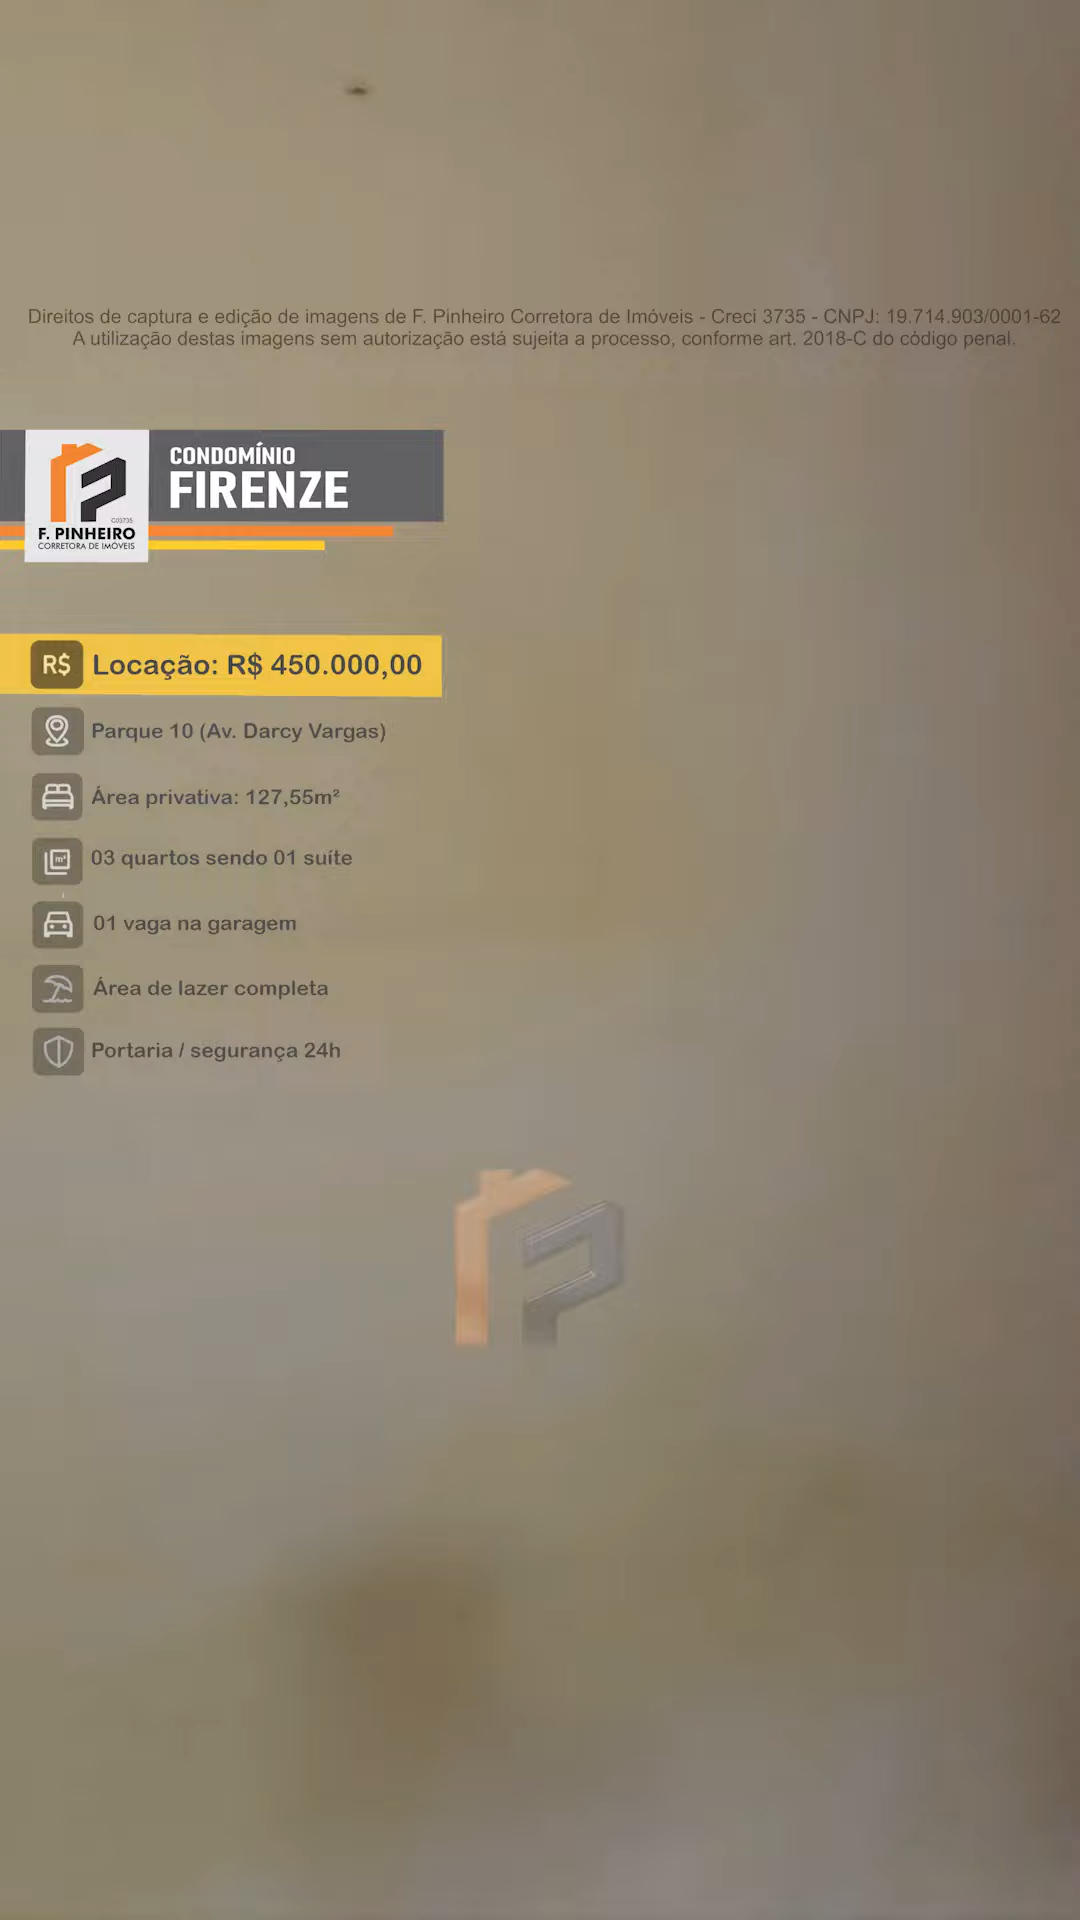 Direitos de captura e edição de imagens de F. Pinheiro Corretora de Imóveis - Creci 3735 - CNPJ: 19.714.903/0001-62
A utilização destas imagens sem autorização está sujeita a processo, conforme art. 2018-C do código penal.
CONDOMÍNIO
FIRENZE
C03735
F. PINHEIRO
CORRETORA DE IMÓVEIS
R$ Locação: R$ 450.000,00
Parque 10 (Av. Darcy Vargas)
Área privativa: 127,55m²
m² 03 quartos sendo 01 suíte
01 vaga na garagem
Área de lazer completa
Portaria / segurança 24h